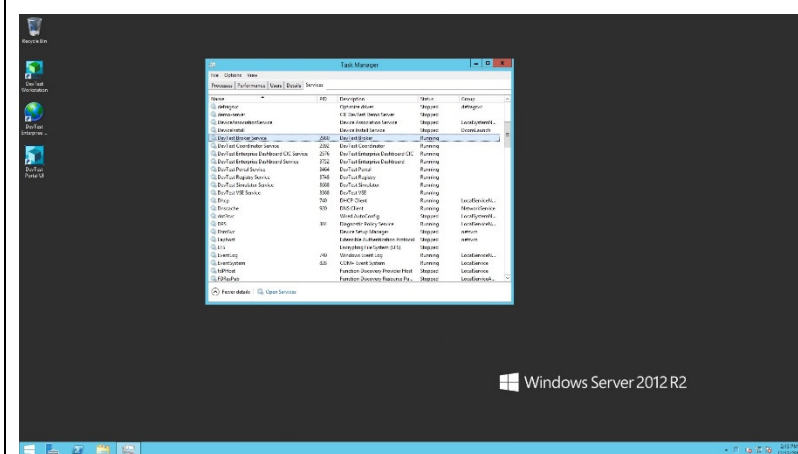 Recycle Bin
DevTest
Workstation
DevTest
Enterprise ...
DevTest
Portal UI
Task Manager
File Options View
Processes Performance Users Details Services
Name PID Description Status Group
defragsvc Optimize drives Stopped defragsvc
demo-server CIC DevTest Demo Server Stopped
DeviceAssociationService Device Association Service Stopped LocalSystemN...
DeviceInstall Device Install Service Stopped DcomLaunch
DevTest Broker Service DevTest Broker Running
DevTest Coordinator Service DevTest Coordinator Running
DevTest Enterprise Dashboard CIC Service 2576 DevTest Enterprise Dashboard CIC Running
DevTest Enterprise Dashboard Service DevTest Enterprise Dashboard Running
DevTest Portal Service DevTest Portal Running
DevTest Registry Service DevTest Registry Running
DevTest Simulator Service DevTest Simulator Running
DevTest VSE Service DevTest VSE Running
Dhcp 740 DHCP Client Running LocalServiceN...
Dnscache 920 DNS Client Running NetworkService
dot3svc Wired AutoConfig Stopped LocalSystemN...
DPS Diagnostic Policy Service Running LocalServiceN...
DsmSvc Device Setup Manager Stopped netsvcs
Eaphost Extensible Authentication Protocol Stopped netsvcs
EFS Encrypting File System (EFS) Stopped
EventLog 740 Windows Event Log Running LocalServiceN...
EventSystem COM+ Event System Running LocalService
fdPHost Function Discovery Provider Host Stopped LocalService
FDResPub Function Discovery Resource Pu... Stopped LocalServiceA...
Fewer details Open Services
Windows Server 2012 R2